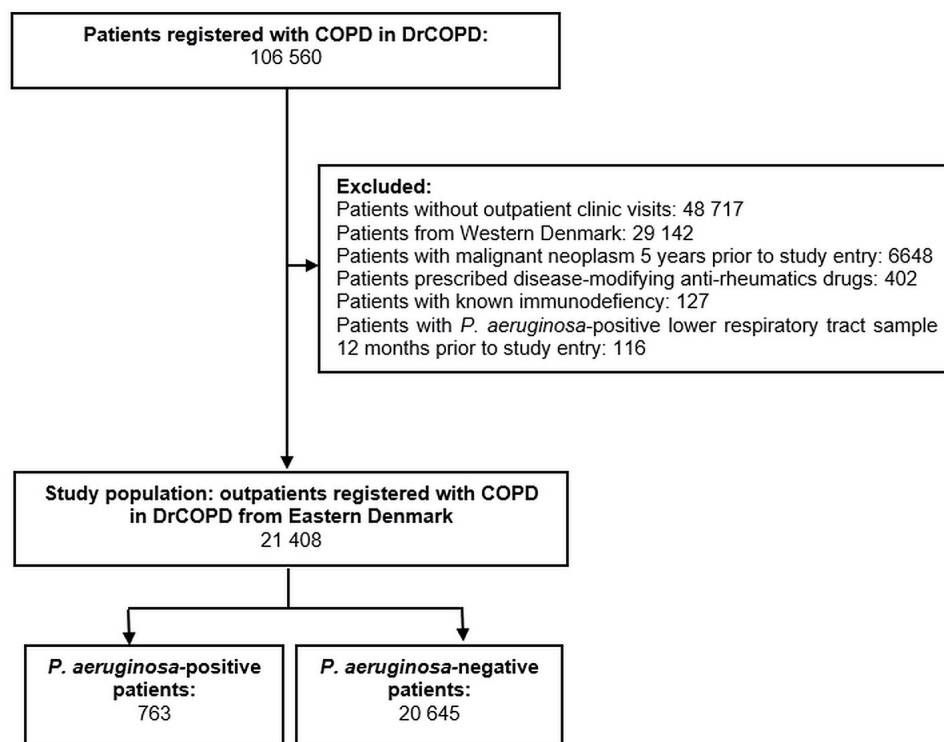 Patients registered with COPD in DrCOPD:
106 560
Excluded:
Patients without outpatient clinic visits: 48 717
Patients from Western Denmark: 29 142
Patients with malignant neoplasm 5 years prior to study entry: 6648
Patients prescribed disease-modifying anti-rheumatics drugs: 402
Patients with known immunodefiency: 127
Patients with P. aeruginosa-positive lower respiratory tract sample
12 months prior to study entry: 116
Study population: outpatients registered with COPD
in DrCOPD from Eastern Denmark
21 408
P. aeruginosa-positive
patients:
763
P. aeruginosa-negative
patients:
20 645